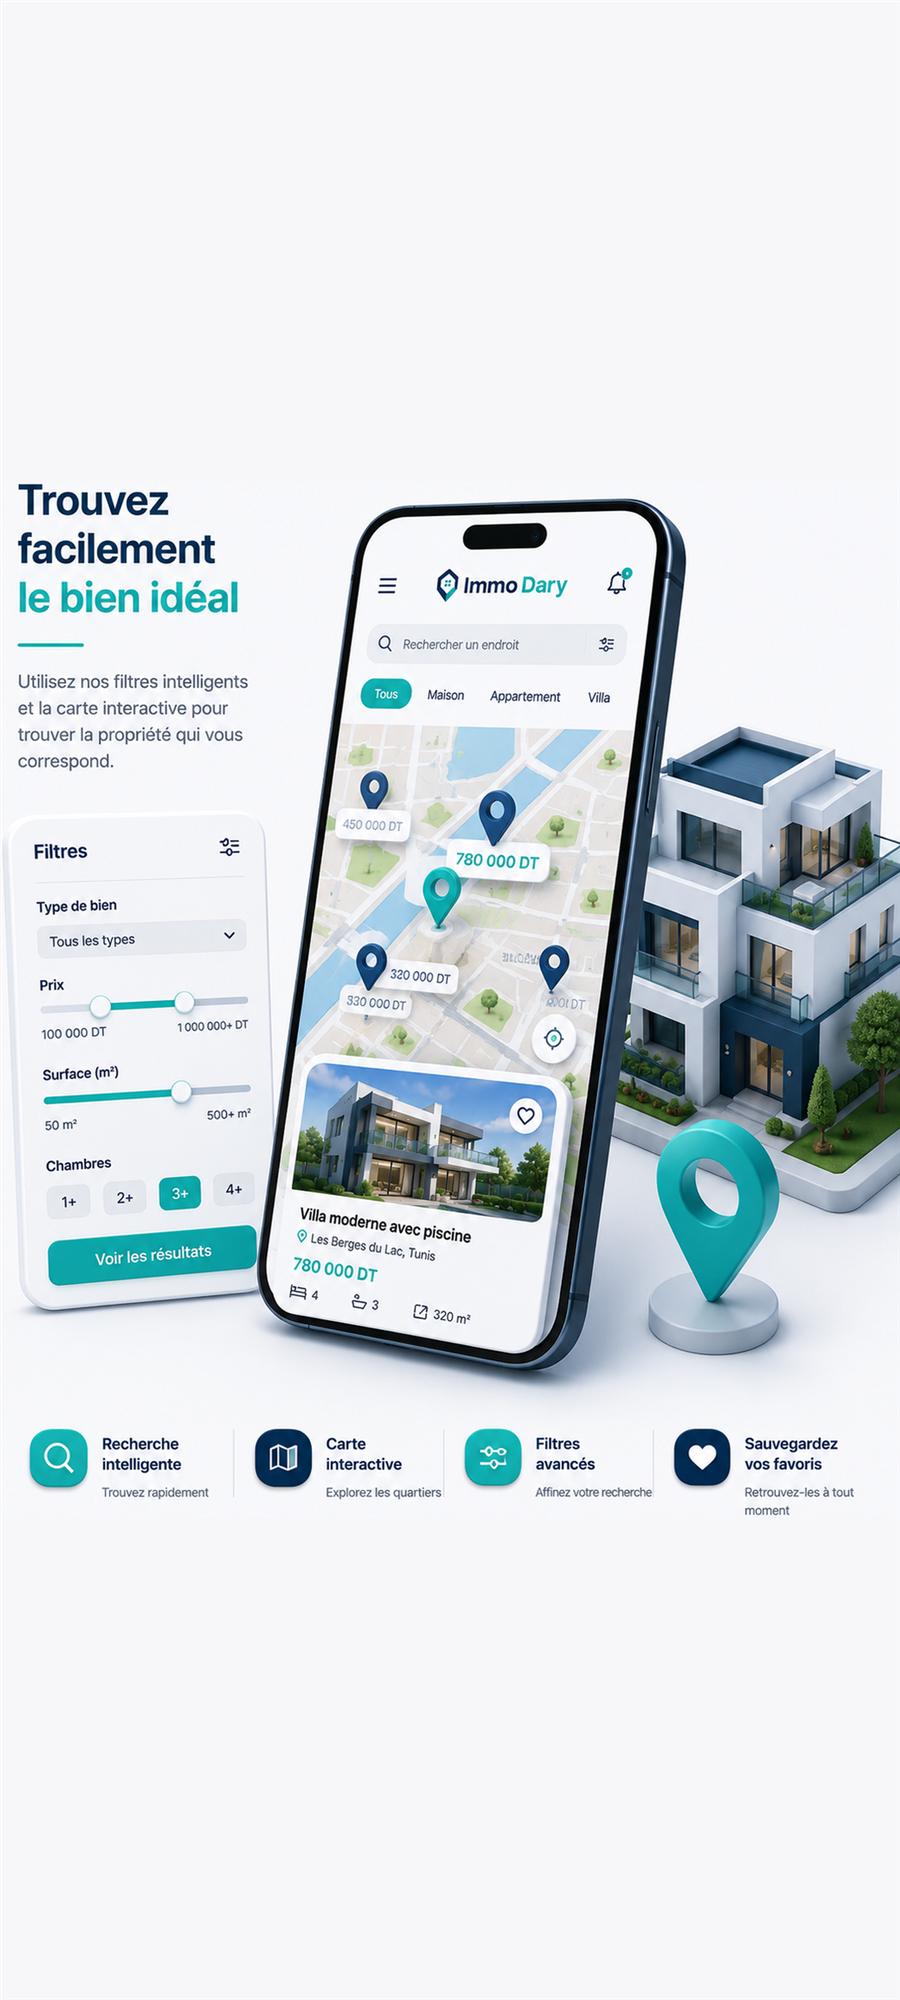 Trouvez
facilement
le bien idéal
Utilisez nos filtres intelligents
et la carte interactive pour
trouver la propriété qui vous
correspond.
Filtres
Type de bien
Tous les types
Prix
100 000 DT
1 000 000+ DT
Surface (m²)
50 m²
500+ m²
Chambres
1+ 2+ 3+ 4+
Voir les résultats
Immo Dary
Rechercher un endroit
Tous Maison Appartement Villa
450 000 DT
780 000 DT
320 000 DT
330 000 DT
DT
Villa moderne avec piscine
Les Berges du Lac, Tunis
780 000 DT
4 3 320 m²
Recherche
intelligente
Trouvez rapidement
Carte
interactive
Explorez les quartiers
Filtres
avancés
Affinez votre recherche
Sauvegardez
vos favoris
Retrouvez-les à tout
moment